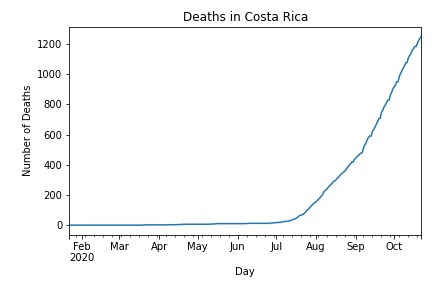 Deaths in Costa Rica
Number of Deaths
1200
1000
800
600
400
200
0
Feb Mar Apr May Jun Jul Aug Sep Oct
2020
Day